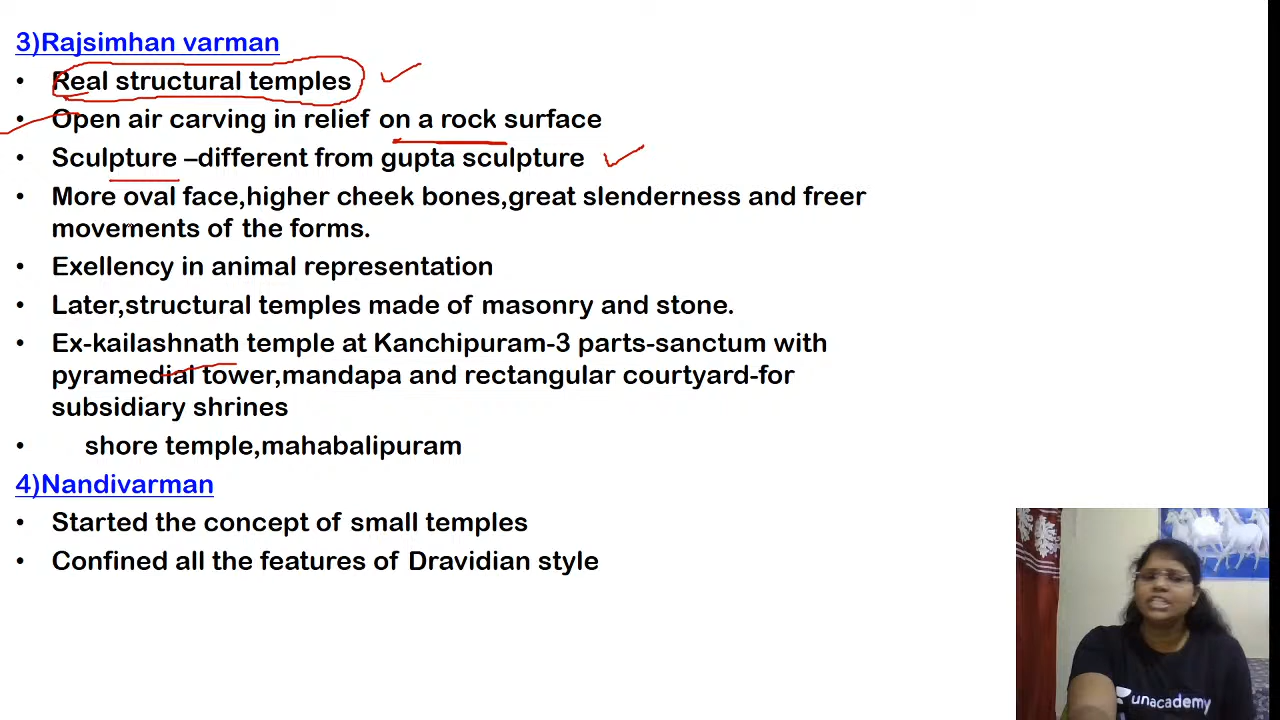 3)Rajsimhan varman
• Real structural temples
• Open air carving in relief on a rock surface
• Sculpture –different from gupta sculpture
• More oval face,higher cheek bones,great slenderness and freer
movements of the forms.
• Exellency in animal representation
• Later,structural temples made of masonry and stone.
• Ex-kailashnath temple at Kanchipuram-3 parts-sanctum with
pyramedial tower,mandapa and rectangular courtyard-for
subsidiary shrines
• shore temple,mahabalipuram
4)Nandivarman
• Started the concept of small temples
• Confined all the features of Dravidian style
unacademy